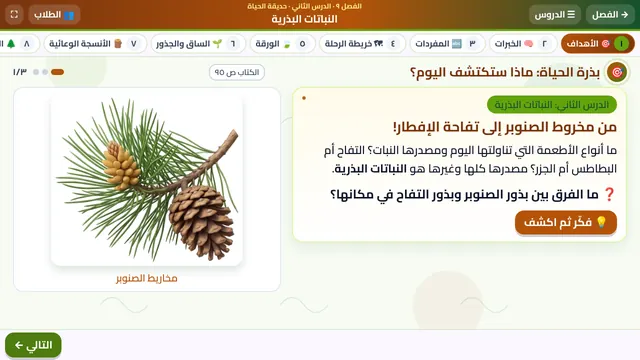 → الفصل
☰ الدروس
الفصل ٩ · الدرس الثاني · حديقة الحياة
النباتات البذرية
👥 الطلاب
١ 🎯 الأهداف
٢ 🧠 الخبرات
٣ 🔤 المفردات
٤ 🗺 خريطة الرحلة
٥ 🍃 الورقة
٦ 🌱 الساق والجذور
٧ 🪵 الأنسجة الوعائية
٨ 🌲
🎯 بذرة الحياة: ماذا ستكتشف اليوم؟
الكتاب ص ٩٥
١/٣
الدرس الثاني: النباتات البذرية
من مخروط الصنوبر إلى تفاحة الإفطار!
ما أنواع الأطعمة التي تناولتها اليوم ومصدرها النبات؟ التفاح أم
البطاطس أم الجزر؟ مصدرها كلها وغيرها هو النباتات البذرية.
❓ ما الفرق بين بذور الصنوبر وبذور التفاح في مكانها؟
💡 فكّر ثم اكشف
مخاريط الصنوبر
التالي ←